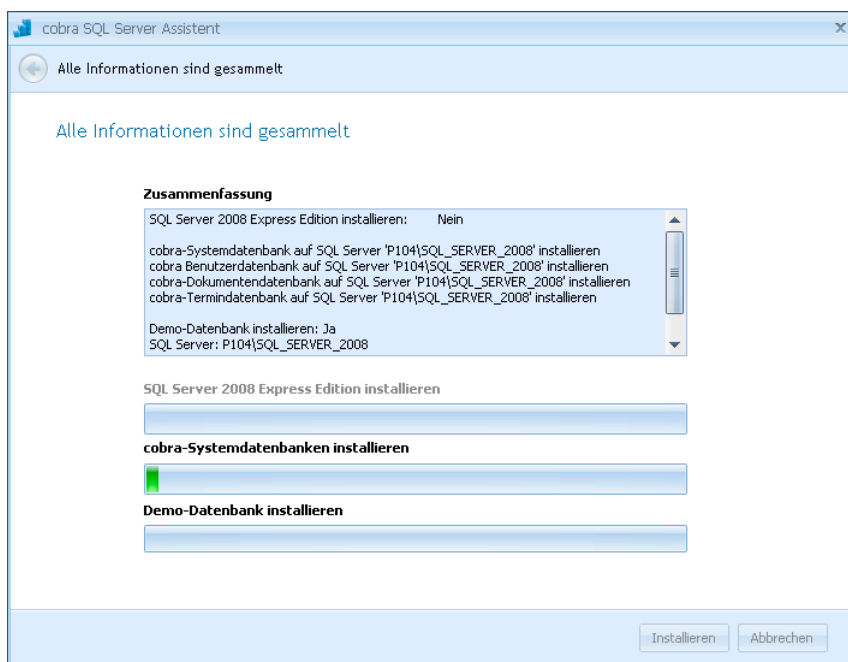 cobra SQL Server Assistent
Alle Informationen sind gesammelt
Alle Informationen sind gesammelt
Zusammenfassung
SQL Server 2008 Express Edition installieren: Nein
cobra-Systemdatenbank auf SQL Server 'P104\SQL_SERVER_2008' installieren
cobra Benutzerdatenbank auf SQL Server 'P104\SQL_SERVER_2008' installieren
cobra-Dokumentendatenbank auf SQL Server 'P104\SQL_SERVER_2008' installieren
cobra-Termindatenbank auf SQL Server 'P104\SQL_SERVER_2008' installieren
Demo-Datenbank installieren: Ja
SQL Server: P104\SQL_SERVER_2008
SQL Server 2008 Express Edition installieren
cobra-Systemdatenbanken installieren
Demo-Datenbank installieren
Installieren Abbrechen